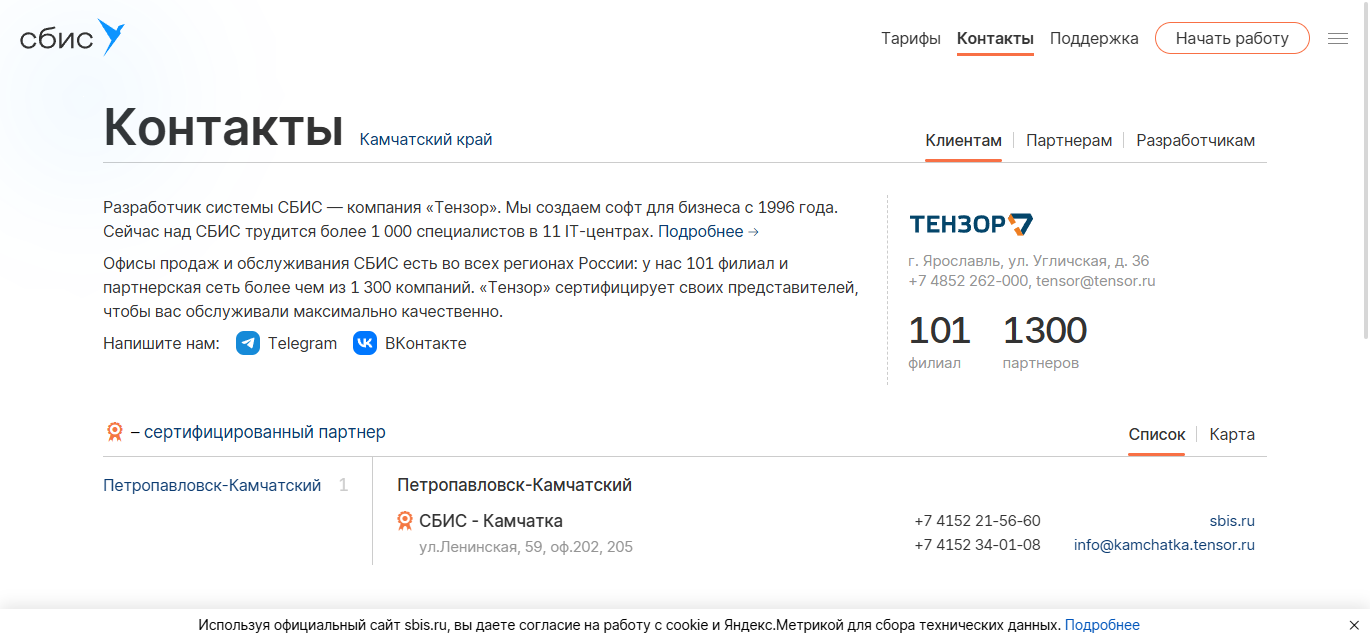 сбис
Тарифы Контакты Поддержка Начать работу
Контакты Камчатский край
Клиентам Партнерам Разработчикам
Разработчик системы СБИС — компания «Тензор». Мы создаем софт для бизнеса с 1996 года.
Сейчас над СБИС трудится более 1 000 специалистов в 11 IT-центрах. Подробнее →
Офисы продаж и обслуживания СБИС есть во всех регионах России: у нас 101 филиал и
партнерская сеть более чем из 1 300 компаний. «Тензор» сертифицирует своих представителей,
чтобы вас обслуживали максимально качественно.
Напишите нам: Telegram ВКонтакте
ТЕНЗОР
г. Ярославль, ул. Угличская, д. 36
+7 4852 262-000, tensor@tensor.ru
101 1300
филиал партнеров
– сертифицированный партнер
Список Карта
Петропавловск-Камчатский 1
Петропавловск-Камчатский
СБИС - Камчатка +7 4152 21-56-60 sbis.ru
ул.Ленинская, 59, оф.202, 205 +7 4152 34-01-08 info@kamchatka.tensor.ru
Используя официальный сайт sbis.ru, вы даете согласие на работу с cookie и Яндекс.Метрикой для сбора технических данных. Подробнее